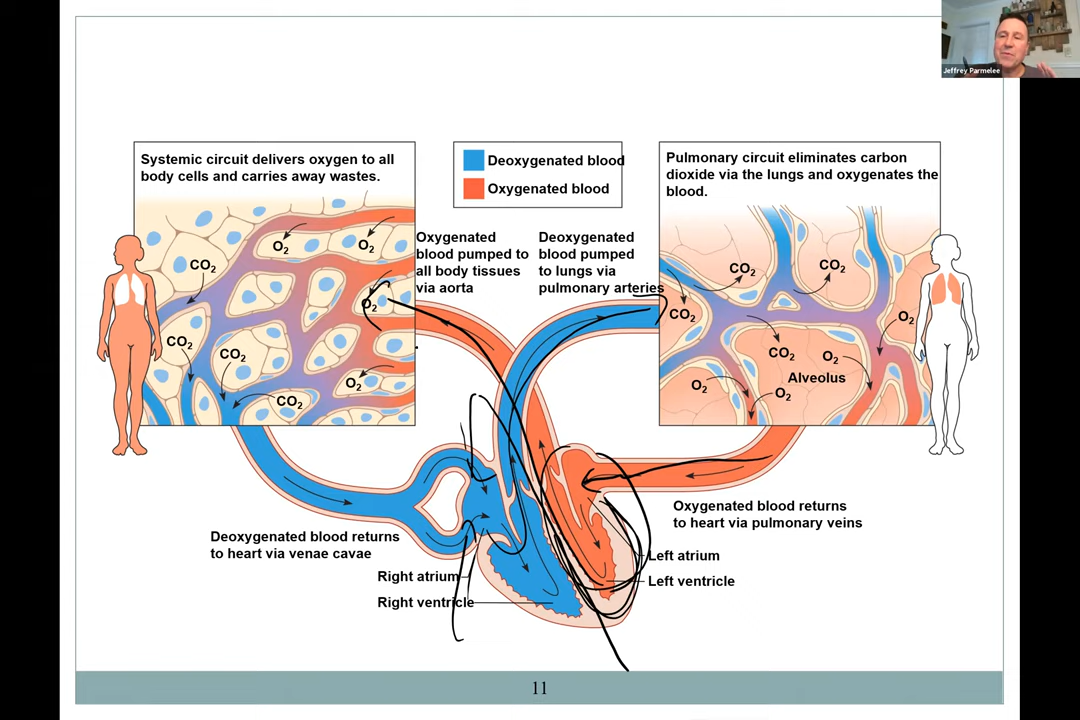 Jeffrey Parmelee
Systemic circuit delivers oxygen to all
body cells and carries away wastes.
Deoxygenated blood
Oxygenated blood
Pulmonary circuit eliminates carbon
dioxide via the lungs and oxygenates the
blood.
Oxygenated
blood pumped to
all body tissues
via aorta
Deoxygenated
blood pumped
to lungs via
pulmonary arteries
O2
O2
CO2
O2
CO2
CO2
O2
CO2
CO2
CO2
CO2
O2
CO2
O2
Alveolus
O2
O2
Deoxygenated blood returns
to heart via venae cavae
Right atrium
Right ventricle
Oxygenated blood returns
to heart via pulmonary veins
Left atrium
Left ventricle
11